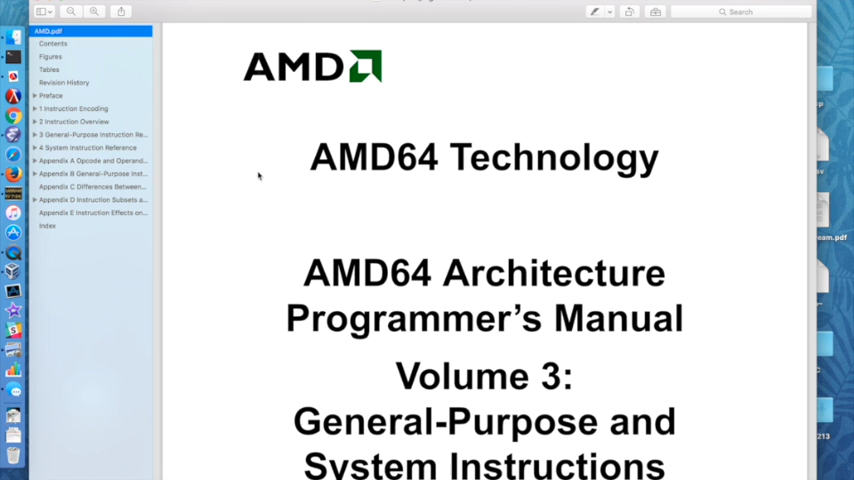 Search
AMD.pdf
Contents
Figures
Tables
Revision History
Preface
1 Instruction Encoding
2 Instruction Overview
3 General-Purpose Instruction Re...
4 System Instruction Reference
Appendix A Opcode and Operand...
Appendix B General-Purpose Inst...
Appendix C Differences Between...
Appendix D Instruction Subsets a...
Appendix E Instruction Effects on...
Index
AMD
AMD64 Technology
AMD64 Architecture
Programmer’s Manual
Volume 3:
General-Purpose and
System Instructions
eam.pdf
213